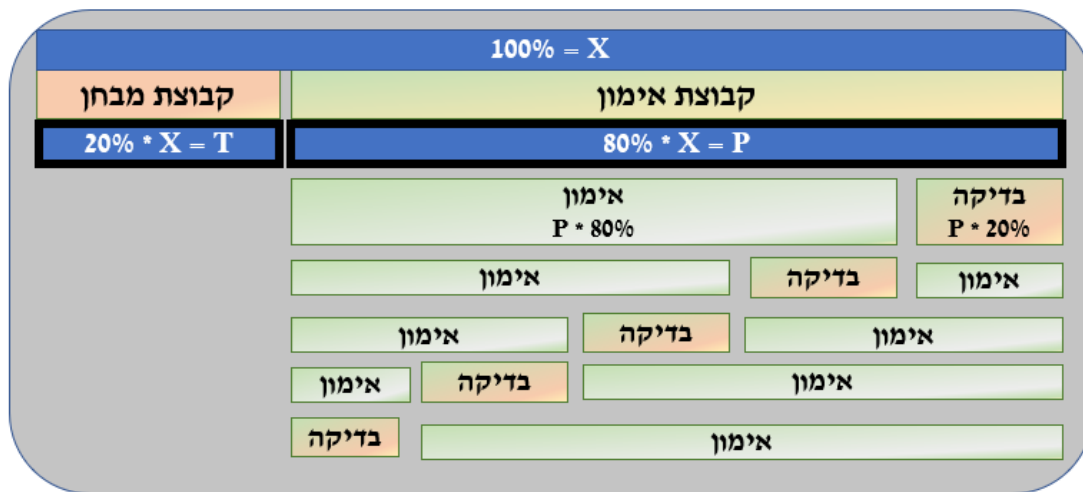 100% = X
קבוצת אימון
קבוצת מבחן
80% * X = P
20% * X = T
בדיקה
P * 20%
אימון
P * 80%
אימון
בדיקה
אימון
אימון
בדיקה
אימון
אימון
בדיקה
אימון
אימון
בדיקה